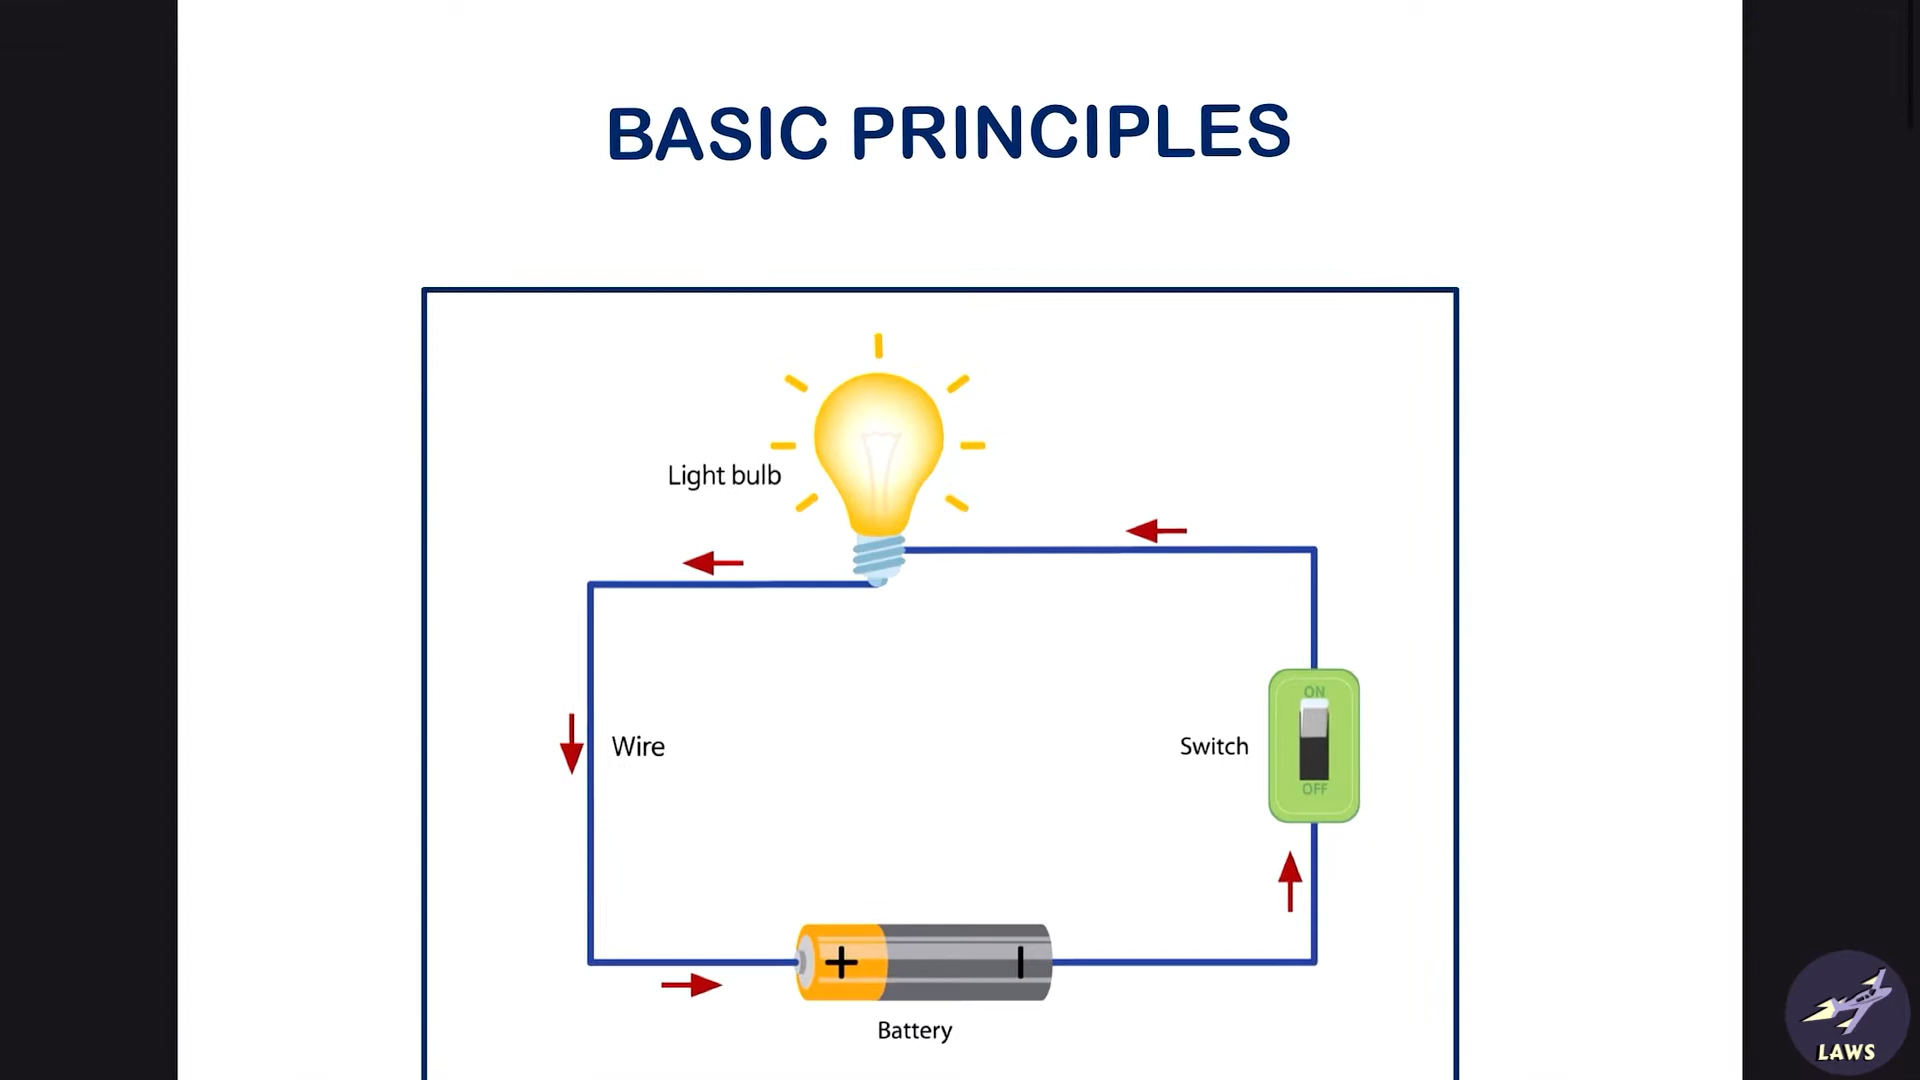 BASIC PRINCIPLES
Light bulb
Wire
Switch
ON
OFF
+
Battery
LAWS